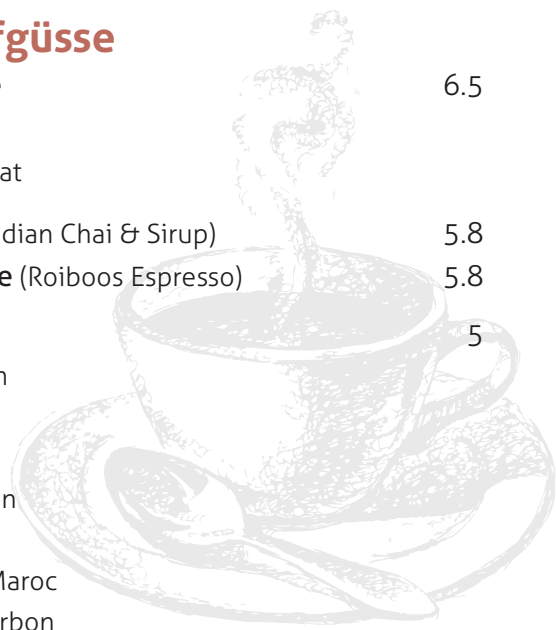 fgüsse
6.5
at
dian Chai & Sirup) 5.8
e (Roiboos Espresso) 5.8
5
n
n
Maroc
rbon